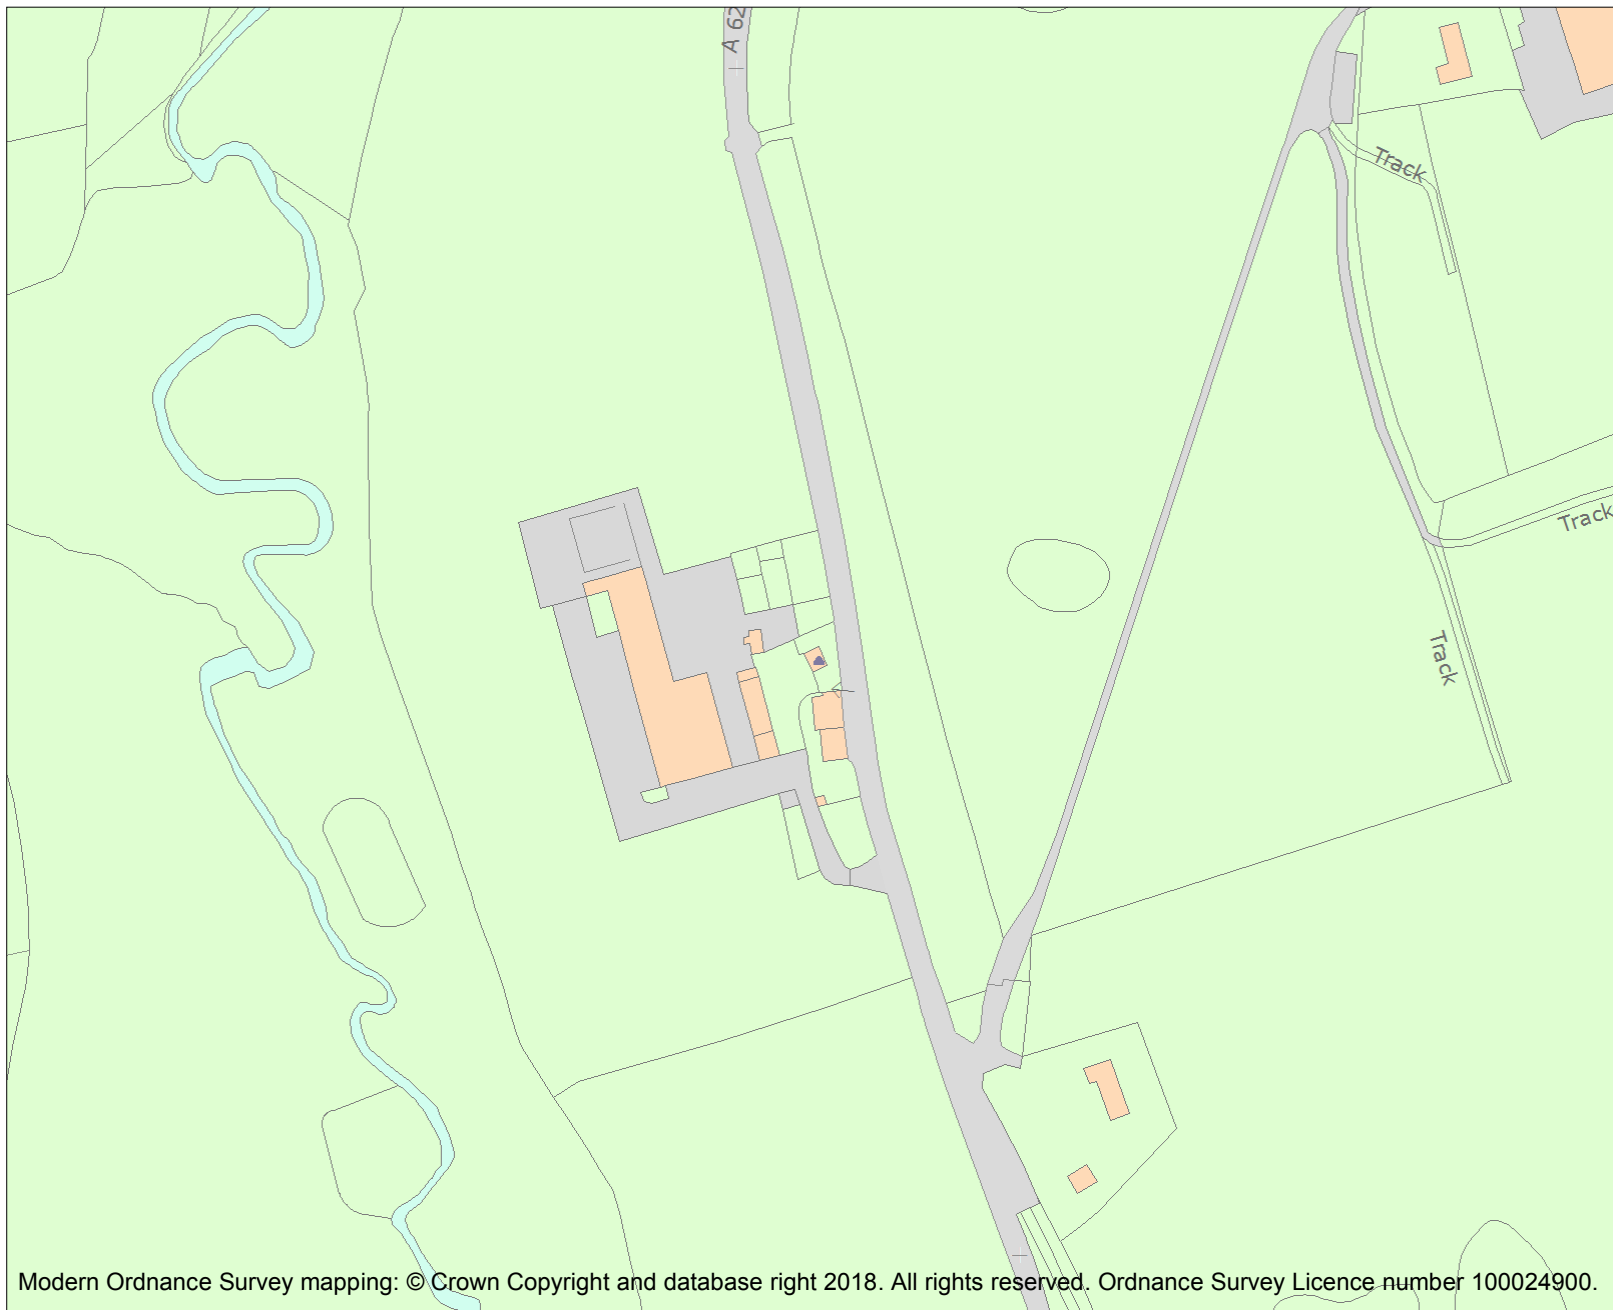 A 62
Track
Track
Track
Modern Ordnance Survey mapping: © Crown Copyright and database right 2018. All rights reserved. Ordnance Survey Licence number 100024900.